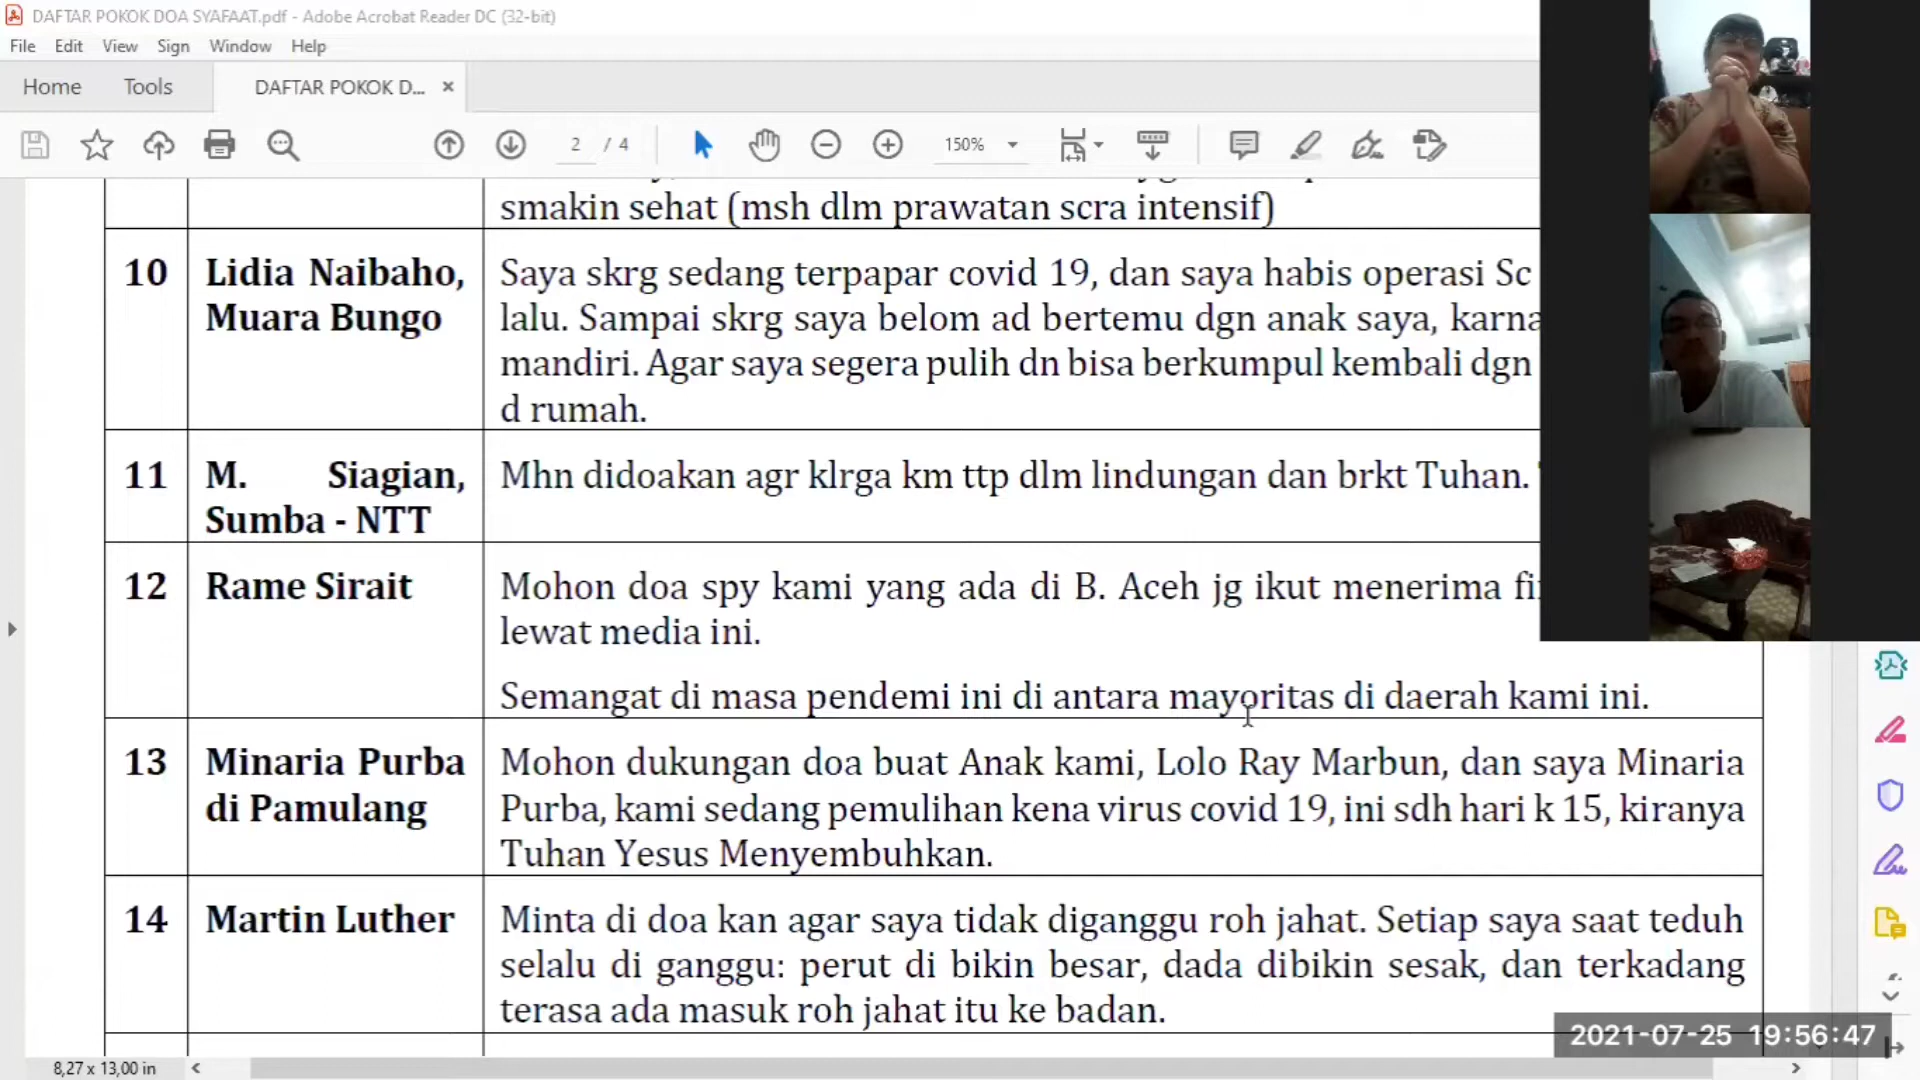 DAFTAR POKOK DOA SYAFAAT.pdf - Adobe Acrobat Reader DC (32-bit)
File Edit View Sign Window Help
Home Tools DAFTAR POKOK D... ×
2 / 4 150%
smakin sehat (msh dlm prawatan scra intensif)
10 Lidia Naibaho, Saya skrg sedang terpapar covid 19, dan saya habis operasi Sc
Muara Bungo lalu. Sampai skrg saya belom ad bertemu dgn anak saya, karna
mandiri. Agar saya segera pulih dn bisa berkumpul kembali dgn
d rumah.
11 M. Siagian, Mhn didoakan agr klrga km ttp dlm lindungan dan brkt Tuhan.
Sumba - NTT
12 Rame Sirait Mohon doa spy kami yang ada di B. Aceh jg ikut menerima
lewat media ini.
Semangat di masa pendemi ini di antara mayoritas di daerah kami ini.
13 Minaria Purba Mohon dukungan doa buat Anak kami, Lolo Ray Marbun, dan saya Minaria
di Pamulang Purba, kami sedang pemulihan kena virus covid 19, ini sdh hari k 15, kiranya
Tuhan Yesus Menyembuhkan.
14 Martin Luther Minta di doa kan agar saya tidak diganggu roh jahat. Setiap saya saat teduh
selalu di ganggu: perut di bikin besar, dada dibikin sesak, dan terkadang
terasa ada masuk roh jahat itu ke badan.
2021-07-25 19:56:47
8,27 x 13,00 in